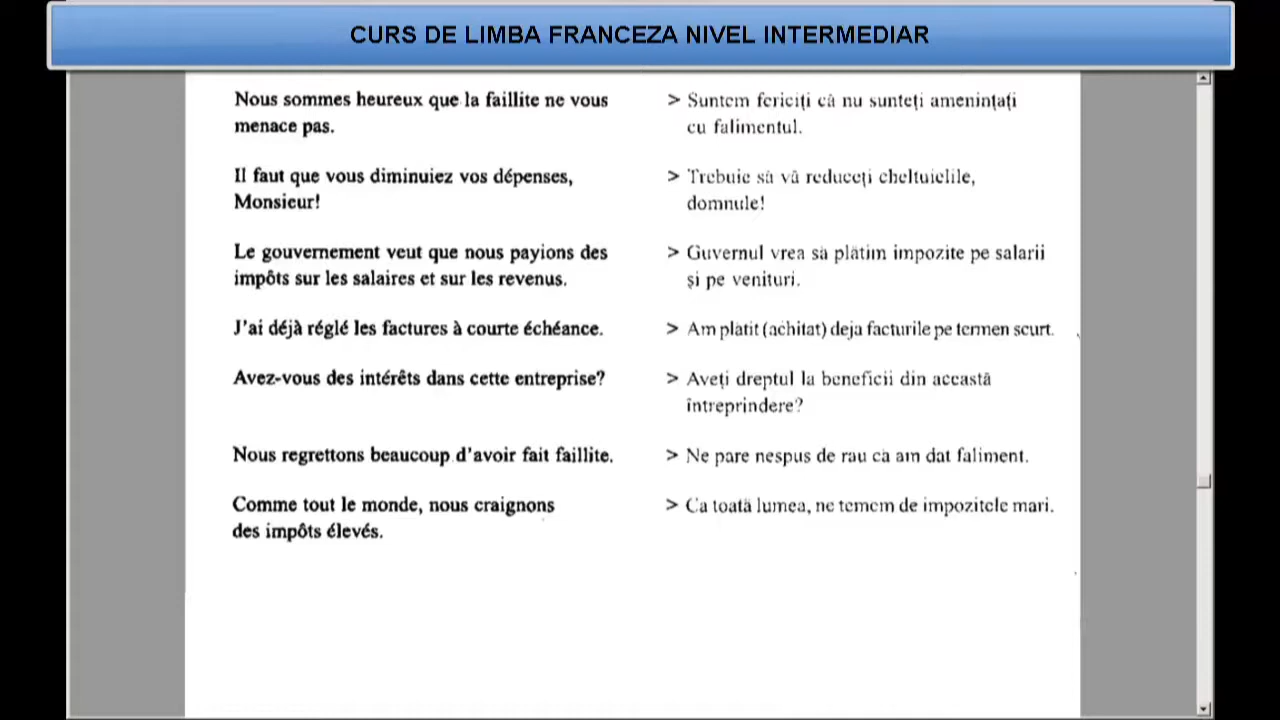 CURS DE LIMBA FRANCEZA NIVEL INTERMEDIAR
Nous sommes heureux que la faillite ne vous
menace pas.
> Suntem fericiți că nu sunteți amenințați
cu falimentul.
Il faut que vous diminuiez vos dépenses,
Monsieur!
> Trebuie să vă reduceți cheltuielile,
domnule!
Le gouvernement veut que nous payions des
impôts sur les salaires et sur les revenus.
> Guvernul vrea să plătim impozite pe salarii
și pe venituri.
J'ai déjà réglé les factures à courte échéance.
> Am plătit (achitat) deja facturile pe termen scurt.
Avez-vous des intérêts dans cette entreprise?
> Aveți dreptul la beneficii din această
întreprindere?
Nous regrettons beaucoup d'avoir fait faillite.
> Ne pare nespus de rău că am dat faliment.
Comme tout le monde, nous craignons
des impôts élevés.
> Ca toată lumea, ne temem de impozitele mari.